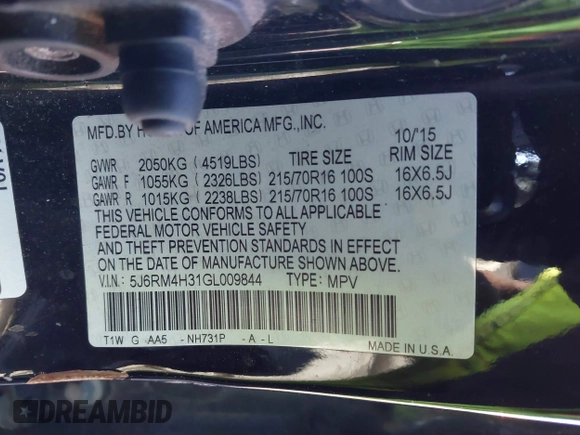 MFD.BY HO OF AMERICA MFG.,INC. 10/15
GVWR 2050KG ( 4519LBS) TIRE SIZE RIM SIZE
GAWR F 1055KG ( 2326LBS) 215/70R16 100S 16X6.5J
GAWR R 1015KG ( 2238LBS) 215/70R16 100S 16X6.5J
THIS VEHICLE CONFORMS TO ALL APPLICABLE
FEDERAL MOTOR VEHICLE SAFETY
AND THEFT PREVENTION STANDARDS IN EFFECT
ON THE DATE OF MANUFACTURE SHOWN ABOVE.
V.I.N.: 5J6RM4H31GL009844 TYPE: MPV
T1W G AA5 - NH731P - A - L
MADE IN U.S.A.
DREAMBID